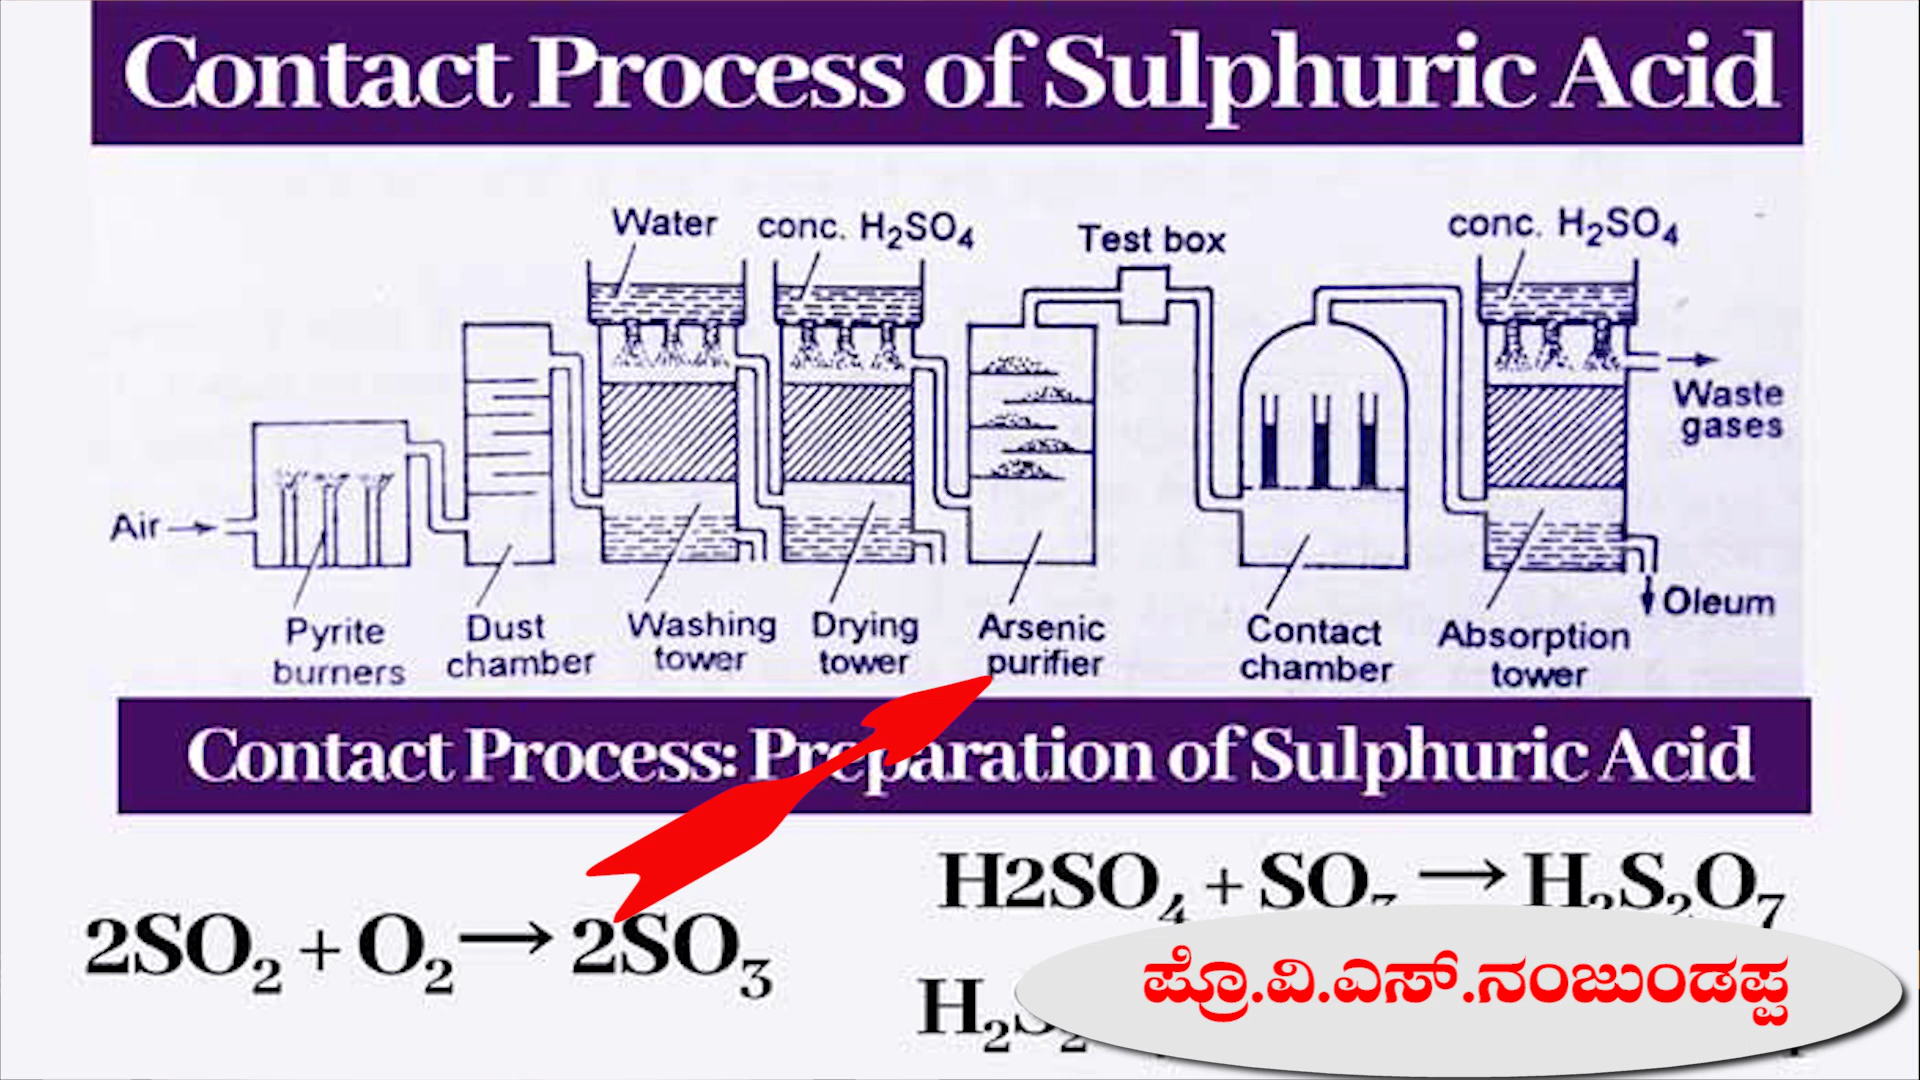 Contact Process of Sulphuric Acid
Water
conc. H₂SO₄
Test box
conc. H₂SO₄
Waste
gases
Air
Oleum
Pyrite
burners
Dust
chamber
Washing
tower
Drying
tower
Arsenic
purifier
Contact
chamber
Absorption
tower
Contact Process: Preparation of Sulphuric Acid
2SO₂ + O₂ → 2SO₃
H2SO₄ + SO₃ → H₂S₂O₇
ಪ್ರೊ.ವಿ.ಎಸ್.ನಂಜುಂಡಪ್ಪ